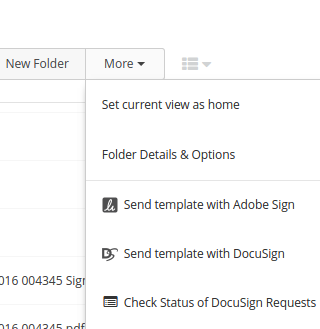 New Folder More
Set current view as home
Folder Details & Options
Send template with Adobe Sign
Send template with DocuSign
016 004345 Sign
Check Status of DocuSign Requests
016 004345.pdf